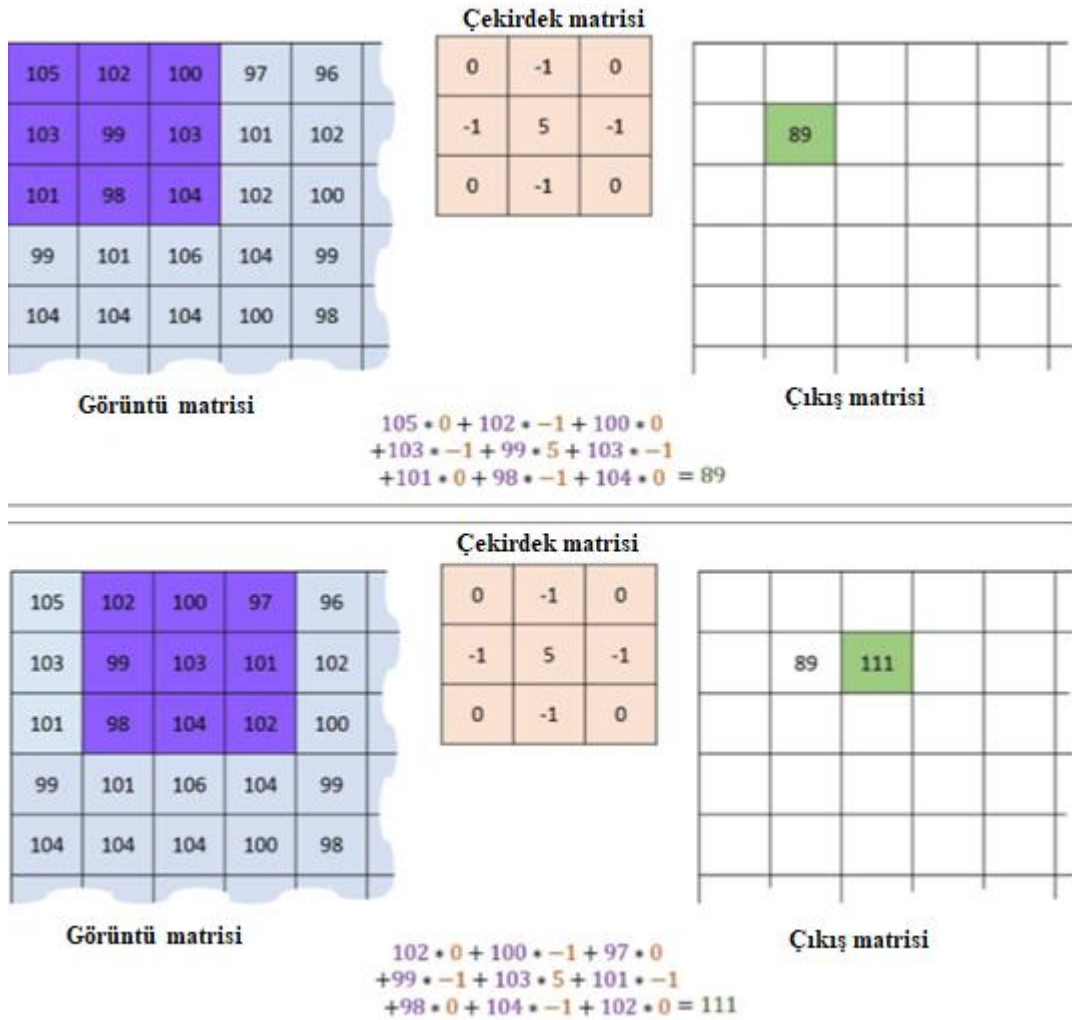 Çekirdek matrisi
105 102 100 97 96
103 99 103 101 102
101 98 104 102 100
99 101 106 104 99
104 104 104 100 98
0 -1 0
-1 5 -1
0 -1 0
89
Görüntü matrisi
Çıkış matrisi
105 * 0 + 102 * −1 + 100 * 0
+103 * −1 + 99 * 5 + 103 * −1
+101 * 0 + 98 * −1 + 104 * 0 = 89
Çekirdek matrisi
105 102 100 97 96
103 99 103 101 102
101 98 104 102 100
99 101 106 104 99
104 104 104 100 98
0 -1 0
-1 5 -1
0 -1 0
89 111
Görüntü matrisi
Çıkış matrisi
102 * 0 + 100 * −1 + 97 * 0
+99 * −1 + 103 * 5 + 101 * −1
+98 * 0 + 104 * −1 + 102 * 0 = 111